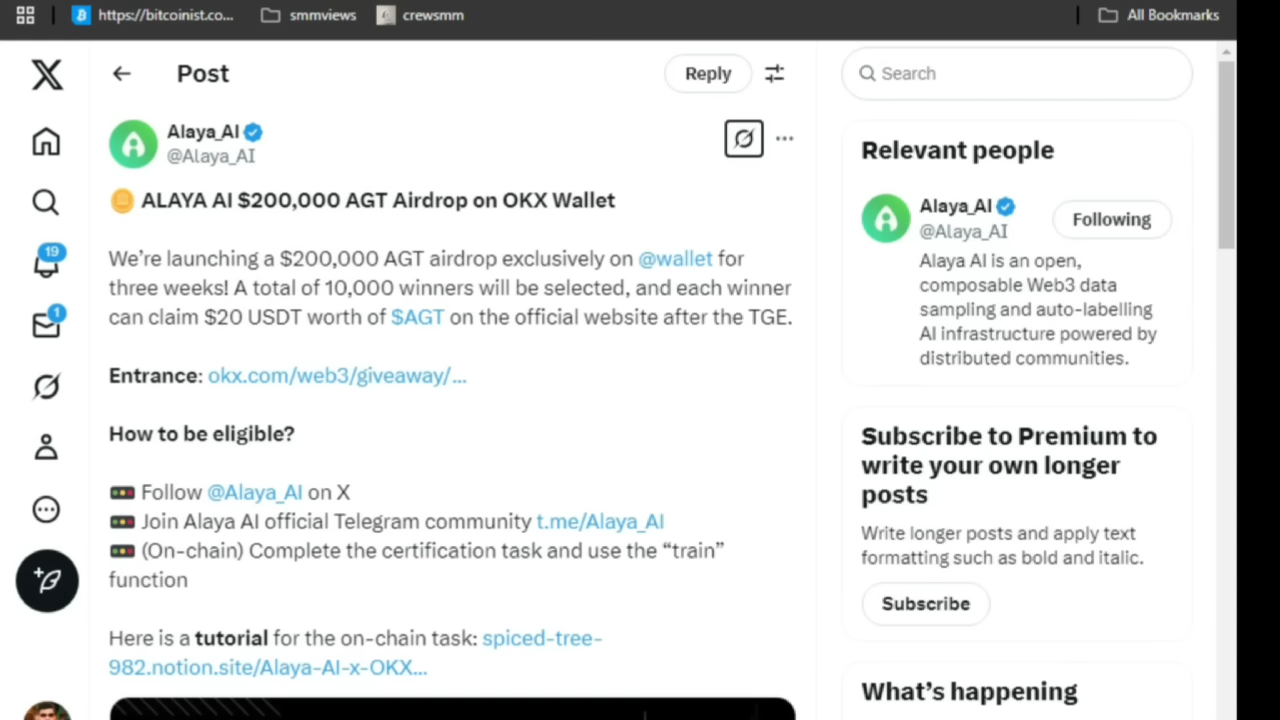 https://bitcoinist.co...
smmviews
crewsmm
All Bookmarks
Post
Reply
Search
Alaya_AI
@Alaya_AI
ALAYA AI $200,000 AGT Airdrop on OKX Wallet
We’re launching a $200,000 AGT airdrop exclusively on @wallet for
three weeks! A total of 10,000 winners will be selected, and each winner
can claim $20 USDT worth of $AGT on the official website after the TGE.
Entrance: okx.com/web3/giveaway/...
How to be eligible?
Follow @Alaya_AI on X
Join Alaya AI official Telegram community t.me/Alaya_AI
(On-chain) Complete the certification task and use the “train”
function
Here is a tutorial for the on-chain task: spiced-tree-
982.notion.site/Alaya-AI-x-OKX...
19
1
Relevant people
Alaya_AI
@Alaya_AI
Following
Alaya AI is an open,
composable Web3 data
sampling and auto-labelling
AI infrastructure powered by
distributed communities.
Subscribe to Premium to
write your own longer
posts
Write longer posts and apply text
formatting such as bold and italic.
Subscribe
What’s happening